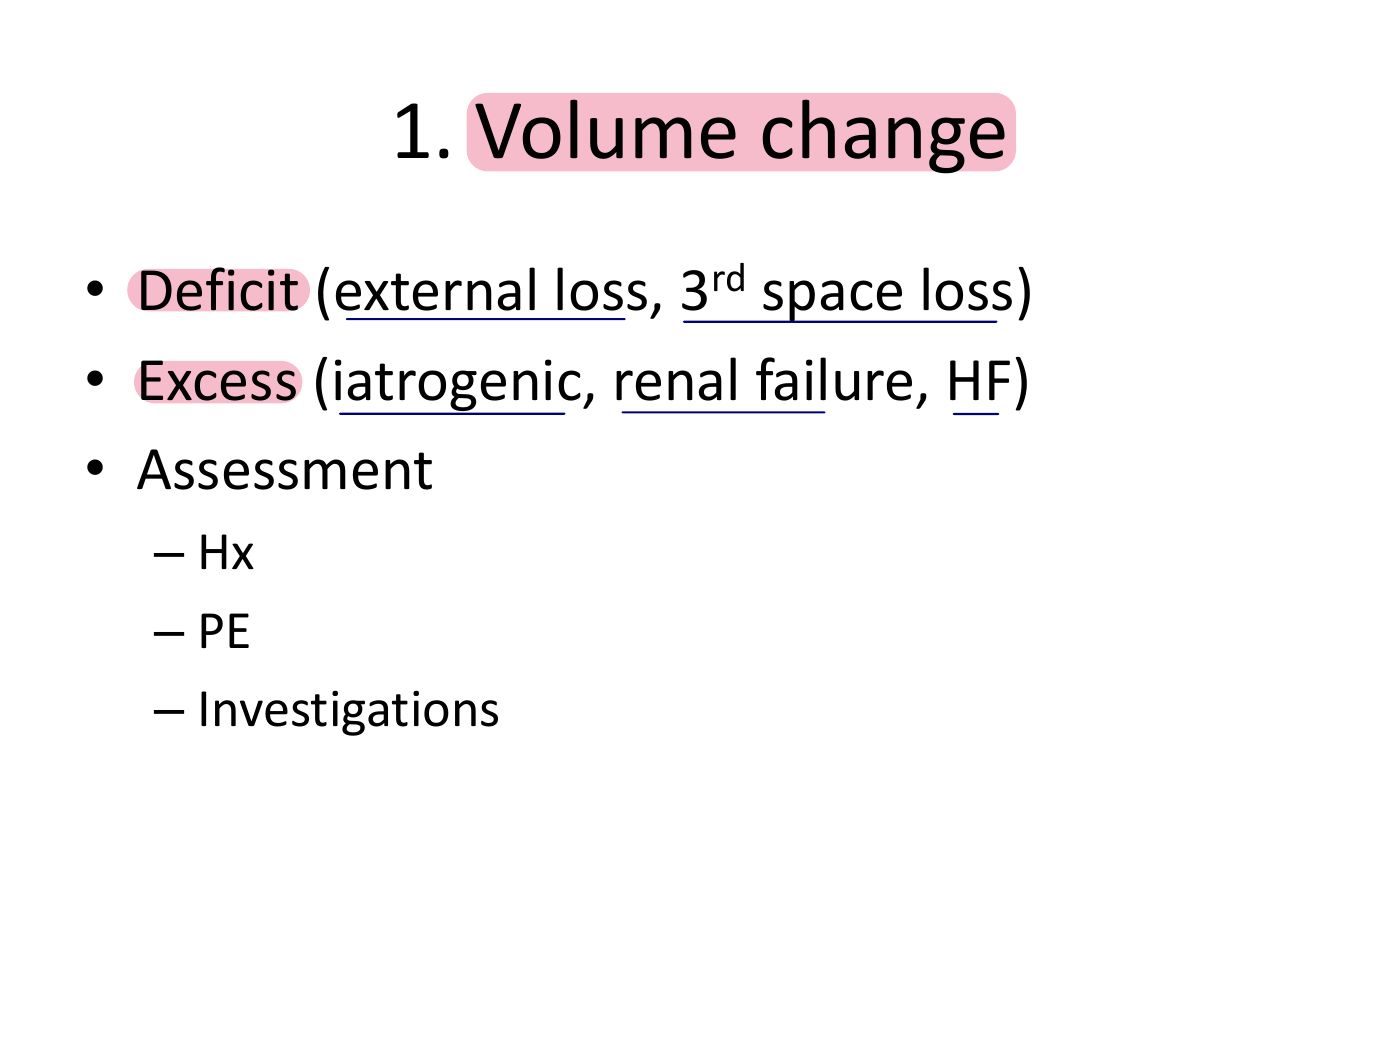 1. Volume change
• Deficit (external loss, 3rd space loss)
• Excess (iatrogenic, renal failure, HF)
• Assessment
– Hx
– PE
– Investigations